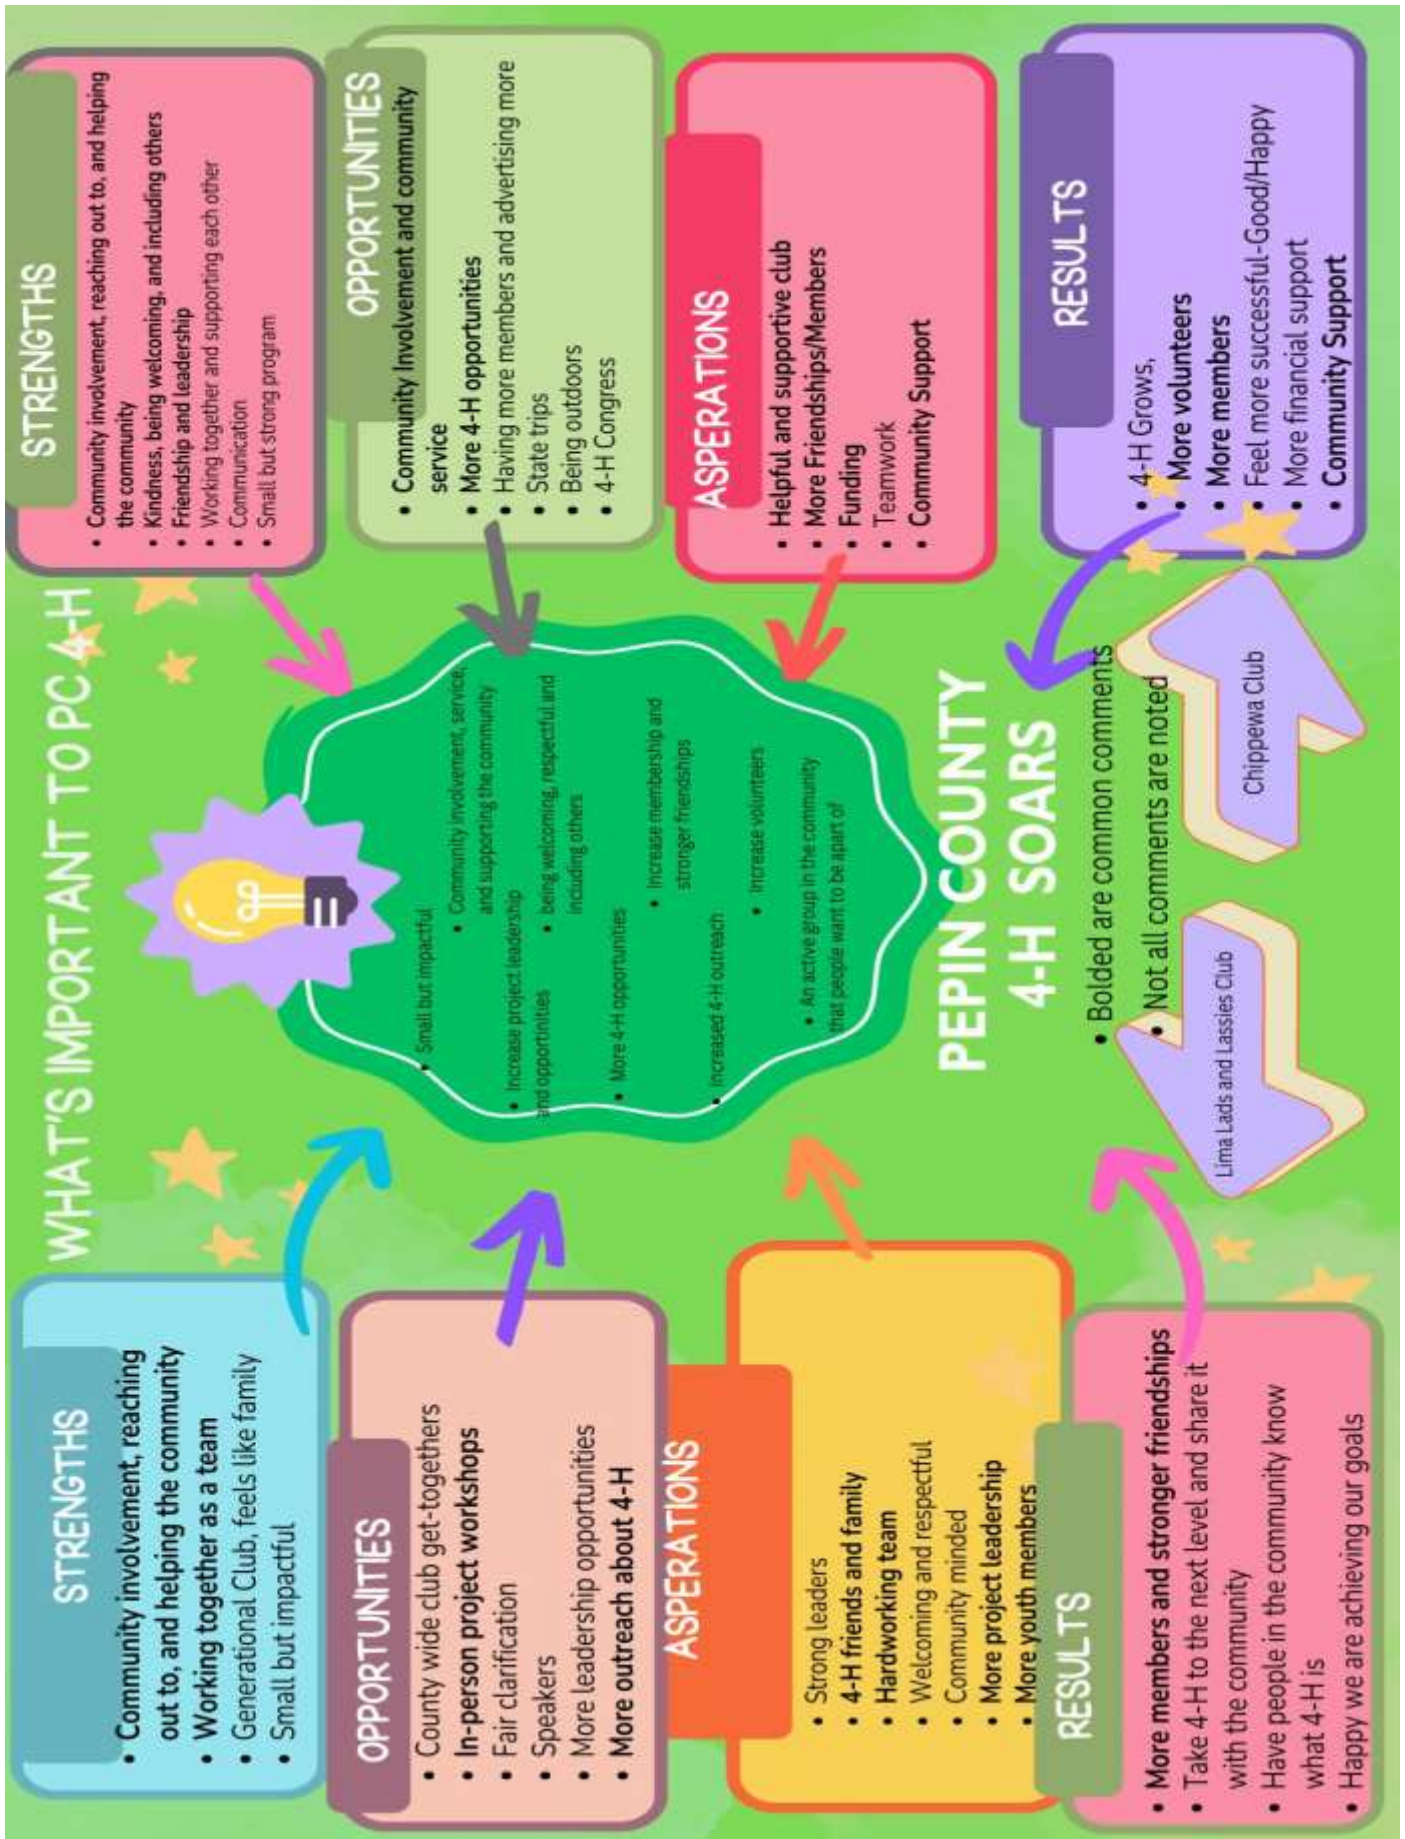 WHAT'S IMPORTANT TO PC 4-H
STRENGTHS
• Community involvement, reaching
out to, and helping the community
• Working together as a team
• Generational Club, feels like family
• Small but impactful
OPPORTUNITIES
• County wide club get-togethers
• In-person project workshops
• Fair clarification
• Speakers
• More leadership opportunities
• More outreach about 4-H
ASPERATIONS
• Strong leaders
• 4-H friends and family
• Hardworking team
• Welcoming and respectful
• Community minded
• More project leadership
• More youth members
RESULTS
• More members and stronger friendships
• Take 4-H to the next level and share it
with the community
• Have people in the community know
what 4-H is
• Happy we are achieving our goals
• Small but impactful
• Community involvement, service,
and supporting the community
• Increase project leadership
and opportinities
• being welcoming, respectful and
including others
• More 4-H opportunities
• Increase membership and
stronger friendships
• Increased 4-H outreach
• Increase volunteers
• An active group in the community
that people want to be apart of
PEPIN COUNTY
4-H SOARS
• Bolded are common comments
• Not all comments are noted
Lima Lads and Lassies Club
Chippewa Club
STRENGTHS
• Community involvement, reaching out to, and helping
the community
• Kindness, being welcoming, and including others
• Friendship and leadership
• Working together and supporting each other
• Communication
• Small but strong program
OPPORTUNITIES
• Community Involvement and community
service
• More 4-H opportunities
• Having more members and advertising more
• State trips
• Being outdoors
• 4-H Congress
ASPERATIONS
• Helpful and supportive club
• More Friendships/Members
• Funding
• Teamwork
• Community Support
RESULTS
• 4-H Grows,
• More volunteers
• More members
• Feel more successful-Good/Happy
• More financial support
• Community Support